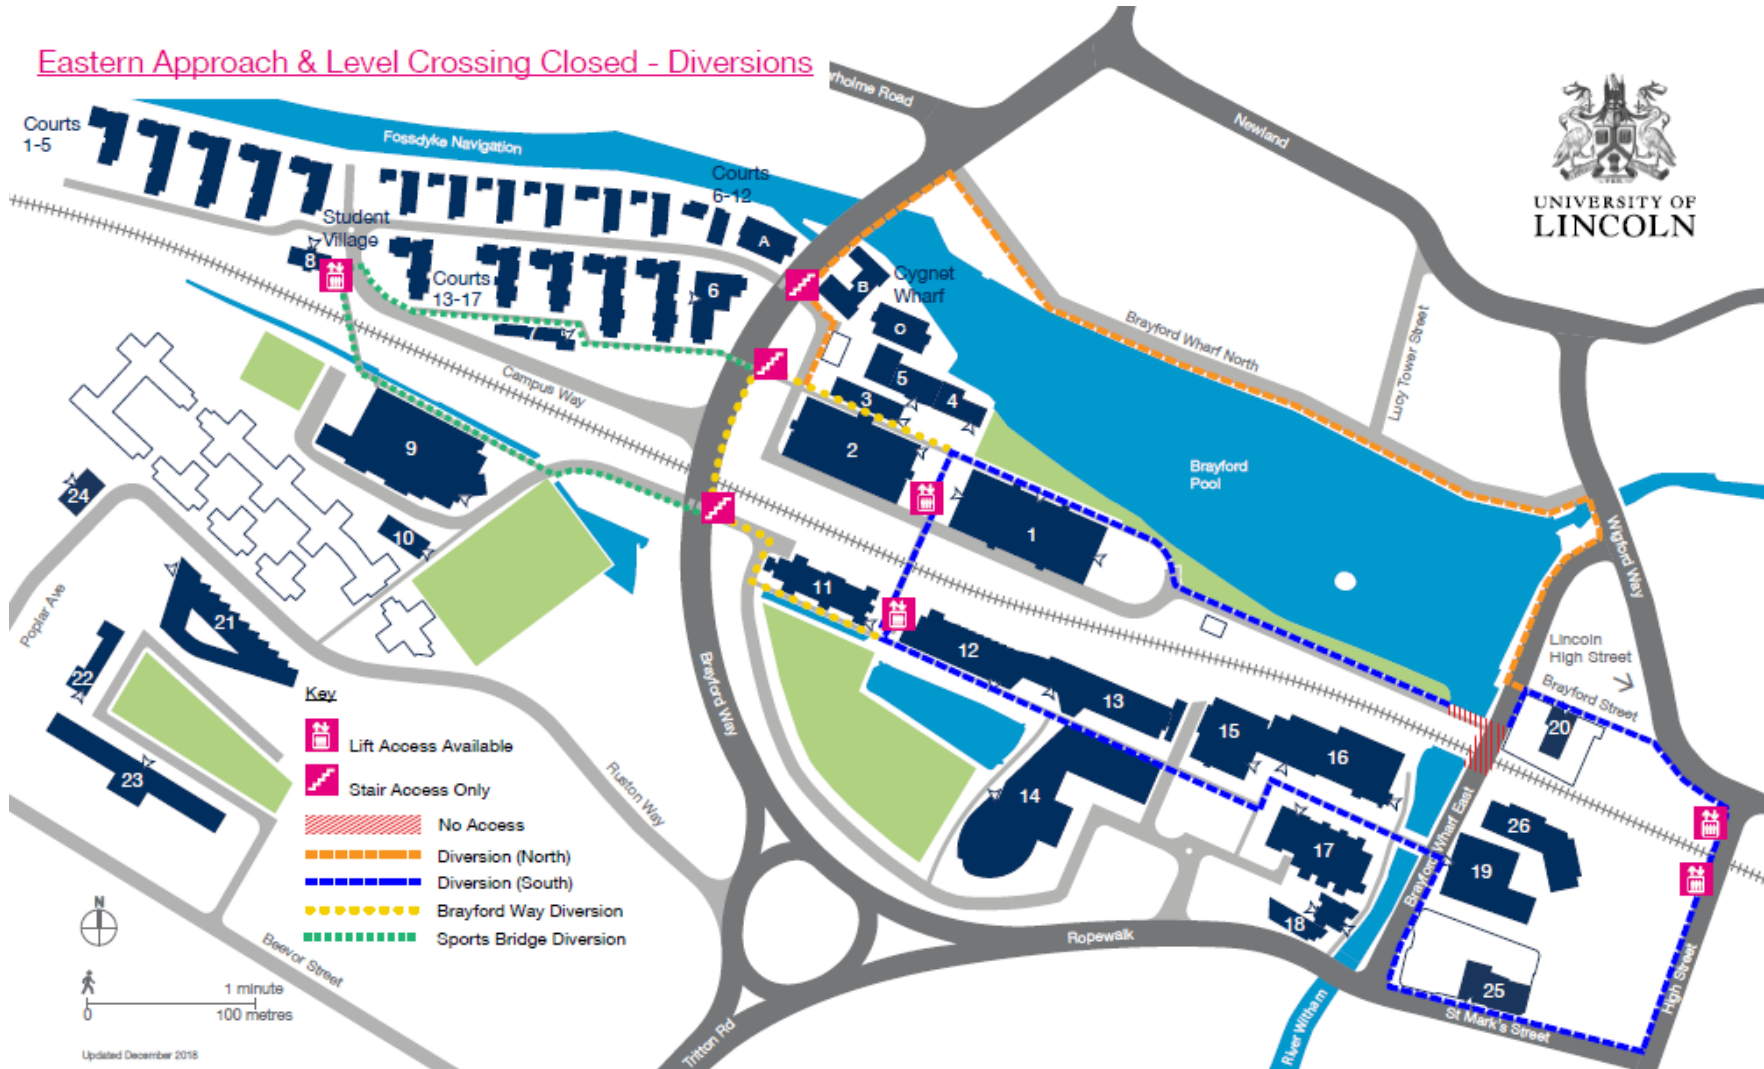 Eastern Approach & Level Crossing Closed - Diversions
rholme Road
Newland
UNIVERSITY OF
LINCOLN
Courts
1-5
Fossdyke Navigation
Courts
6-12
Student
Village
A
8
Courts
13-17
6
B
Cygnet
Wharf
O
Brayford Wharf North
Lucy Tower Street
Campus Way
5
3
4
9
2
Brayford
Pool
24
10
1
Wigford Way
Poplar Ave
21
11
12
13
Lincoln
High Street
Brayford Street
22
Brayford Way
15
16
20
23
14
17
26
Brayford Wharf East
19
18
Ruston Way
Key
Lift Access Available
Stair Access Only
No Access
Diversion (North)
Diversion (South)
Brayford Way Diversion
Sports Bridge Diversion
N
Beevor Street
Ropewalk
25
High Street
St Mark's Street
River Witham
Tritton Rd
1 minute
0
100 metres
Updated December 2018